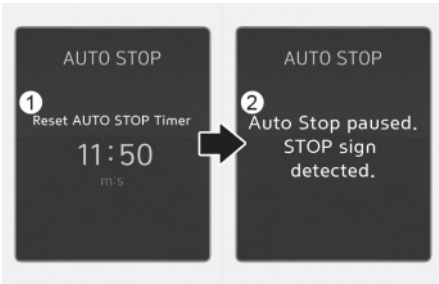 AUTO STOP
1
Reset AUTO STOP Timer
11:50
m:s
AUTO STOP
2
Auto Stop paused.
STOP sign
detected.